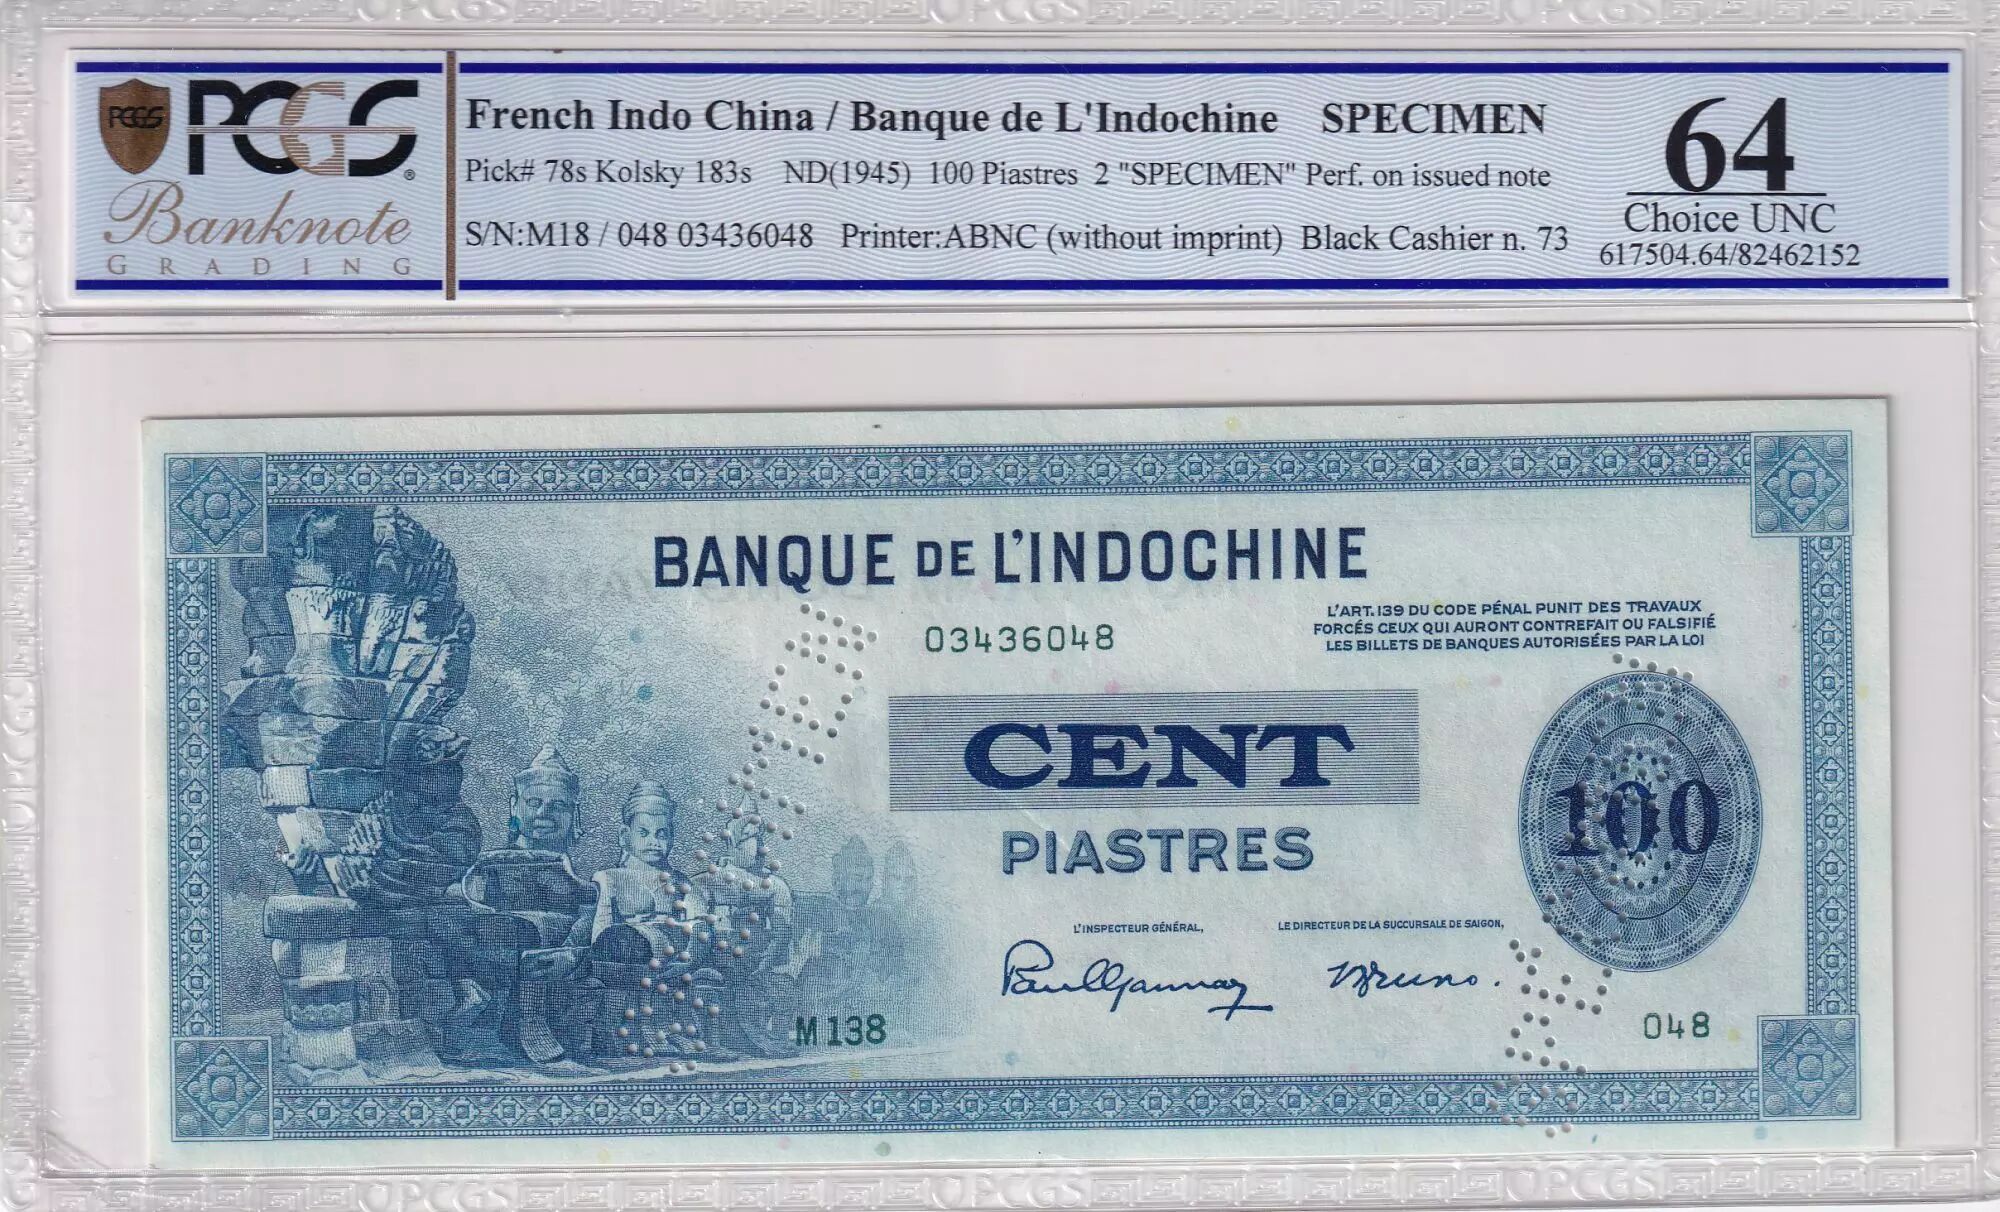 PCGS
PCGS®
Banknote
GRADING
French Indo China / Banque de L'Indochine SPECIMEN
Pick# 78s Kolsky 183s ND(1945) 100 Piastres 2 "SPECIMEN" Perf. on issued note
S/N:M18 / 048 03436048 Printer:ABNC (without imprint) Black Cashier n. 73
64
Choice UNC
617504.64/82462152
BANQUE DE L'INDOCHINE
03436048
L'ART. 139 DU CODE PÉNAL PUNIT DES TRAVAUX
FORCÉS CEUX QUI AURONT CONTREFAIT OU FALSIFIÉ
LES BILLETS DE BANQUES AUTORISÉES PAR LA LOI
CENT
100
PIASTRES
L'INSPECTEUR GÉNÉRAL,
LE DIRECTEUR DE LA SUCCURSALE DE SAIGON,
M 138
048